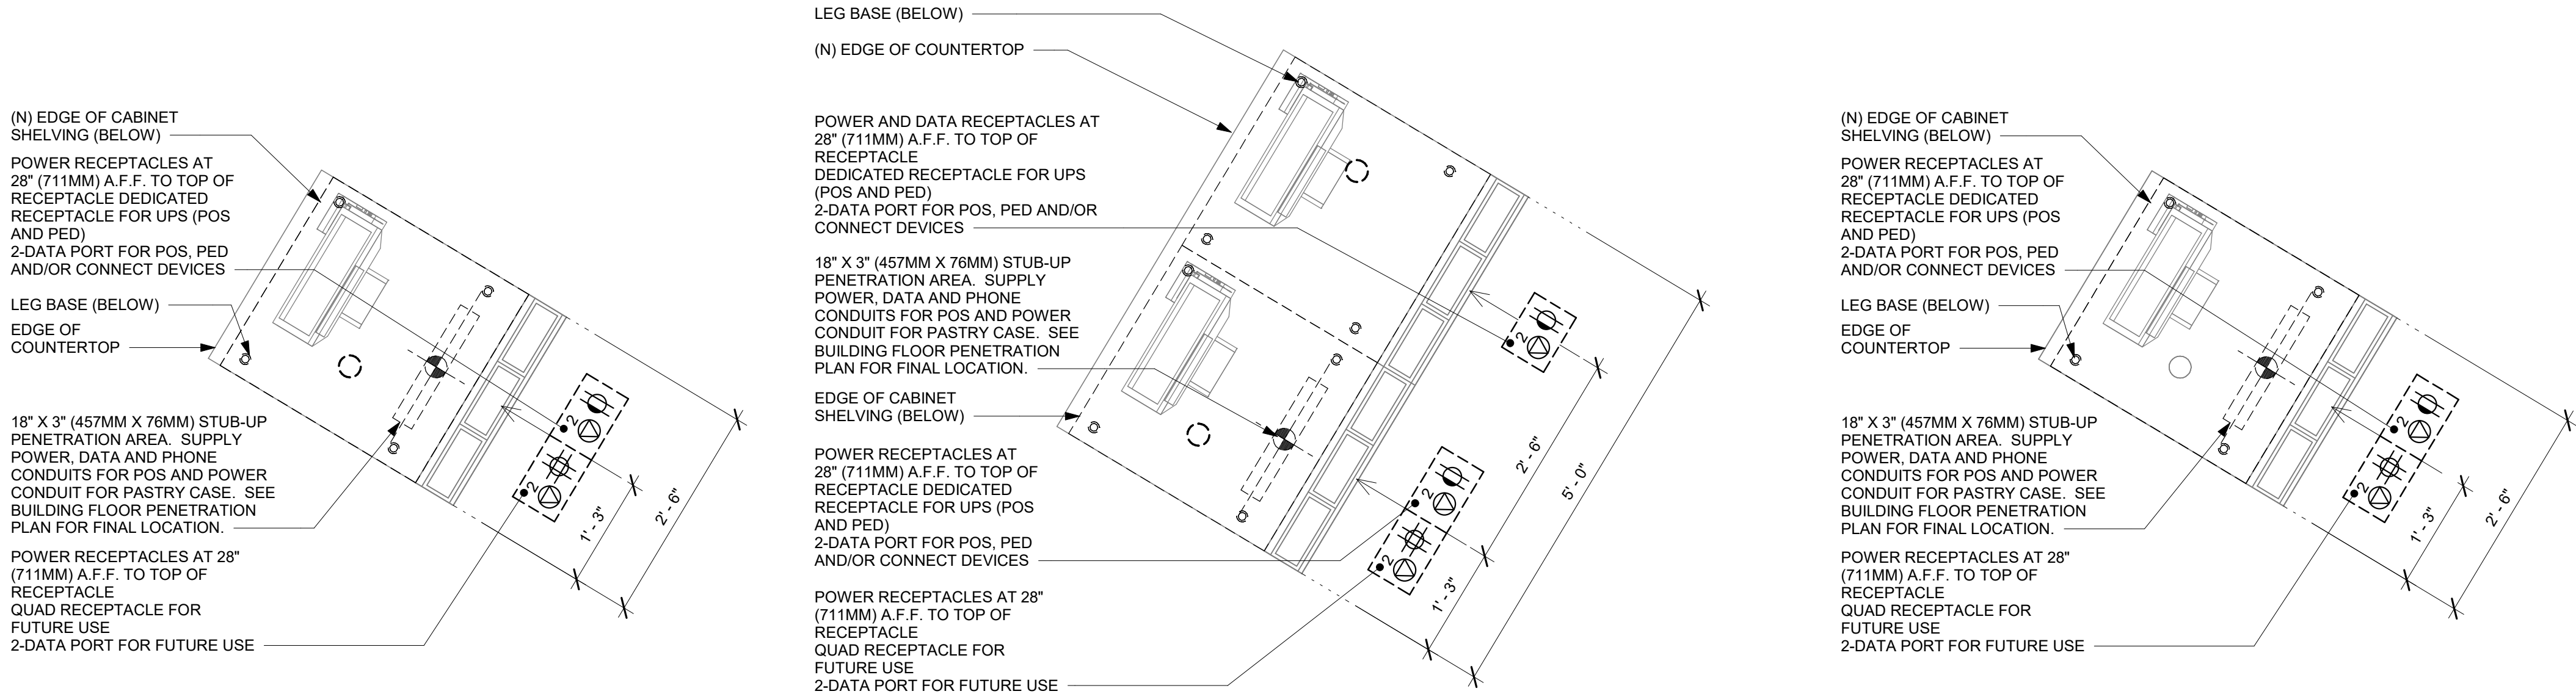 (N) EDGE OF CABINET
SHELVING (BELOW)
POWER RECEPTACLES AT
28" (711MM) A.F.F. TO TOP OF
RECEPTACLE DEDICATED
RECEPTACLE FOR UPS (POS
AND PED)
2-DATA PORT FOR POS, PED
AND/OR CONNECT DEVICES
LEG BASE (BELOW)
EDGE OF
COUNTERTOP
18" X 3" (457MM X 76MM) STUB-UP
PENETRATION AREA.  SUPPLY
POWER, DATA AND PHONE
CONDUITS FOR POS AND POWER
CONDUIT FOR PASTRY CASE.  SEE
BUILDING FLOOR PENETRATION
PLAN FOR FINAL LOCATION.
POWER RECEPTACLES AT 28"
(711MM) A.F.F. TO TOP OF
RECEPTACLE
QUAD RECEPTACLE FOR
FUTURE USE
2-DATA PORT FOR FUTURE USE
2
2
1' - 3"
2' - 6"
LEG BASE (BELOW)
(N) EDGE OF COUNTERTOP
POWER AND DATA RECEPTACLES AT
28" (711MM) A.F.F. TO TOP OF
RECEPTACLE
DEDICATED RECEPTACLE FOR UPS
(POS AND PED)
2-DATA PORT FOR POS, PED AND/OR
CONNECT DEVICES
18" X 3" (457MM X 76MM) STUB-UP
PENETRATION AREA.  SUPPLY
POWER, DATA AND PHONE
CONDUITS FOR POS AND POWER
CONDUIT FOR PASTRY CASE.  SEE
BUILDING FLOOR PENETRATION
PLAN FOR FINAL LOCATION.
EDGE OF CABINET
SHELVING (BELOW)
POWER RECEPTACLES AT
28" (711MM) A.F.F. TO TOP OF
RECEPTACLE DEDICATED
RECEPTACLE FOR UPS (POS
AND PED)
2-DATA PORT FOR POS, PED
AND/OR CONNECT DEVICES
POWER RECEPTACLES AT 28"
(711MM) A.F.F. TO TOP OF
RECEPTACLE
QUAD RECEPTACLE FOR
FUTURE USE
2-DATA PORT FOR FUTURE USE
2
2
2
2' - 6"
5' - 0"
1' - 3"
(N) EDGE OF CABINET
SHELVING (BELOW)
POWER RECEPTACLES AT
28" (711MM) A.F.F. TO TOP OF
RECEPTACLE DEDICATED
RECEPTACLE FOR UPS (POS
AND PED)
2-DATA PORT FOR POS, PED
AND/OR CONNECT DEVICES
LEG BASE (BELOW)
EDGE OF
COUNTERTOP
18" X 3" (457MM X 76MM) STUB-UP
PENETRATION AREA.  SUPPLY
POWER, DATA AND PHONE
CONDUITS FOR POS AND POWER
CONDUIT FOR PASTRY CASE.  SEE
BUILDING FLOOR PENETRATION
PLAN FOR FINAL LOCATION.
POWER RECEPTACLES AT 28"
(711MM) A.F.F. TO TOP OF
RECEPTACLE
QUAD RECEPTACLE FOR
FUTURE USE
2-DATA PORT FOR FUTURE USE
2
2
1' - 3"
2' - 6"